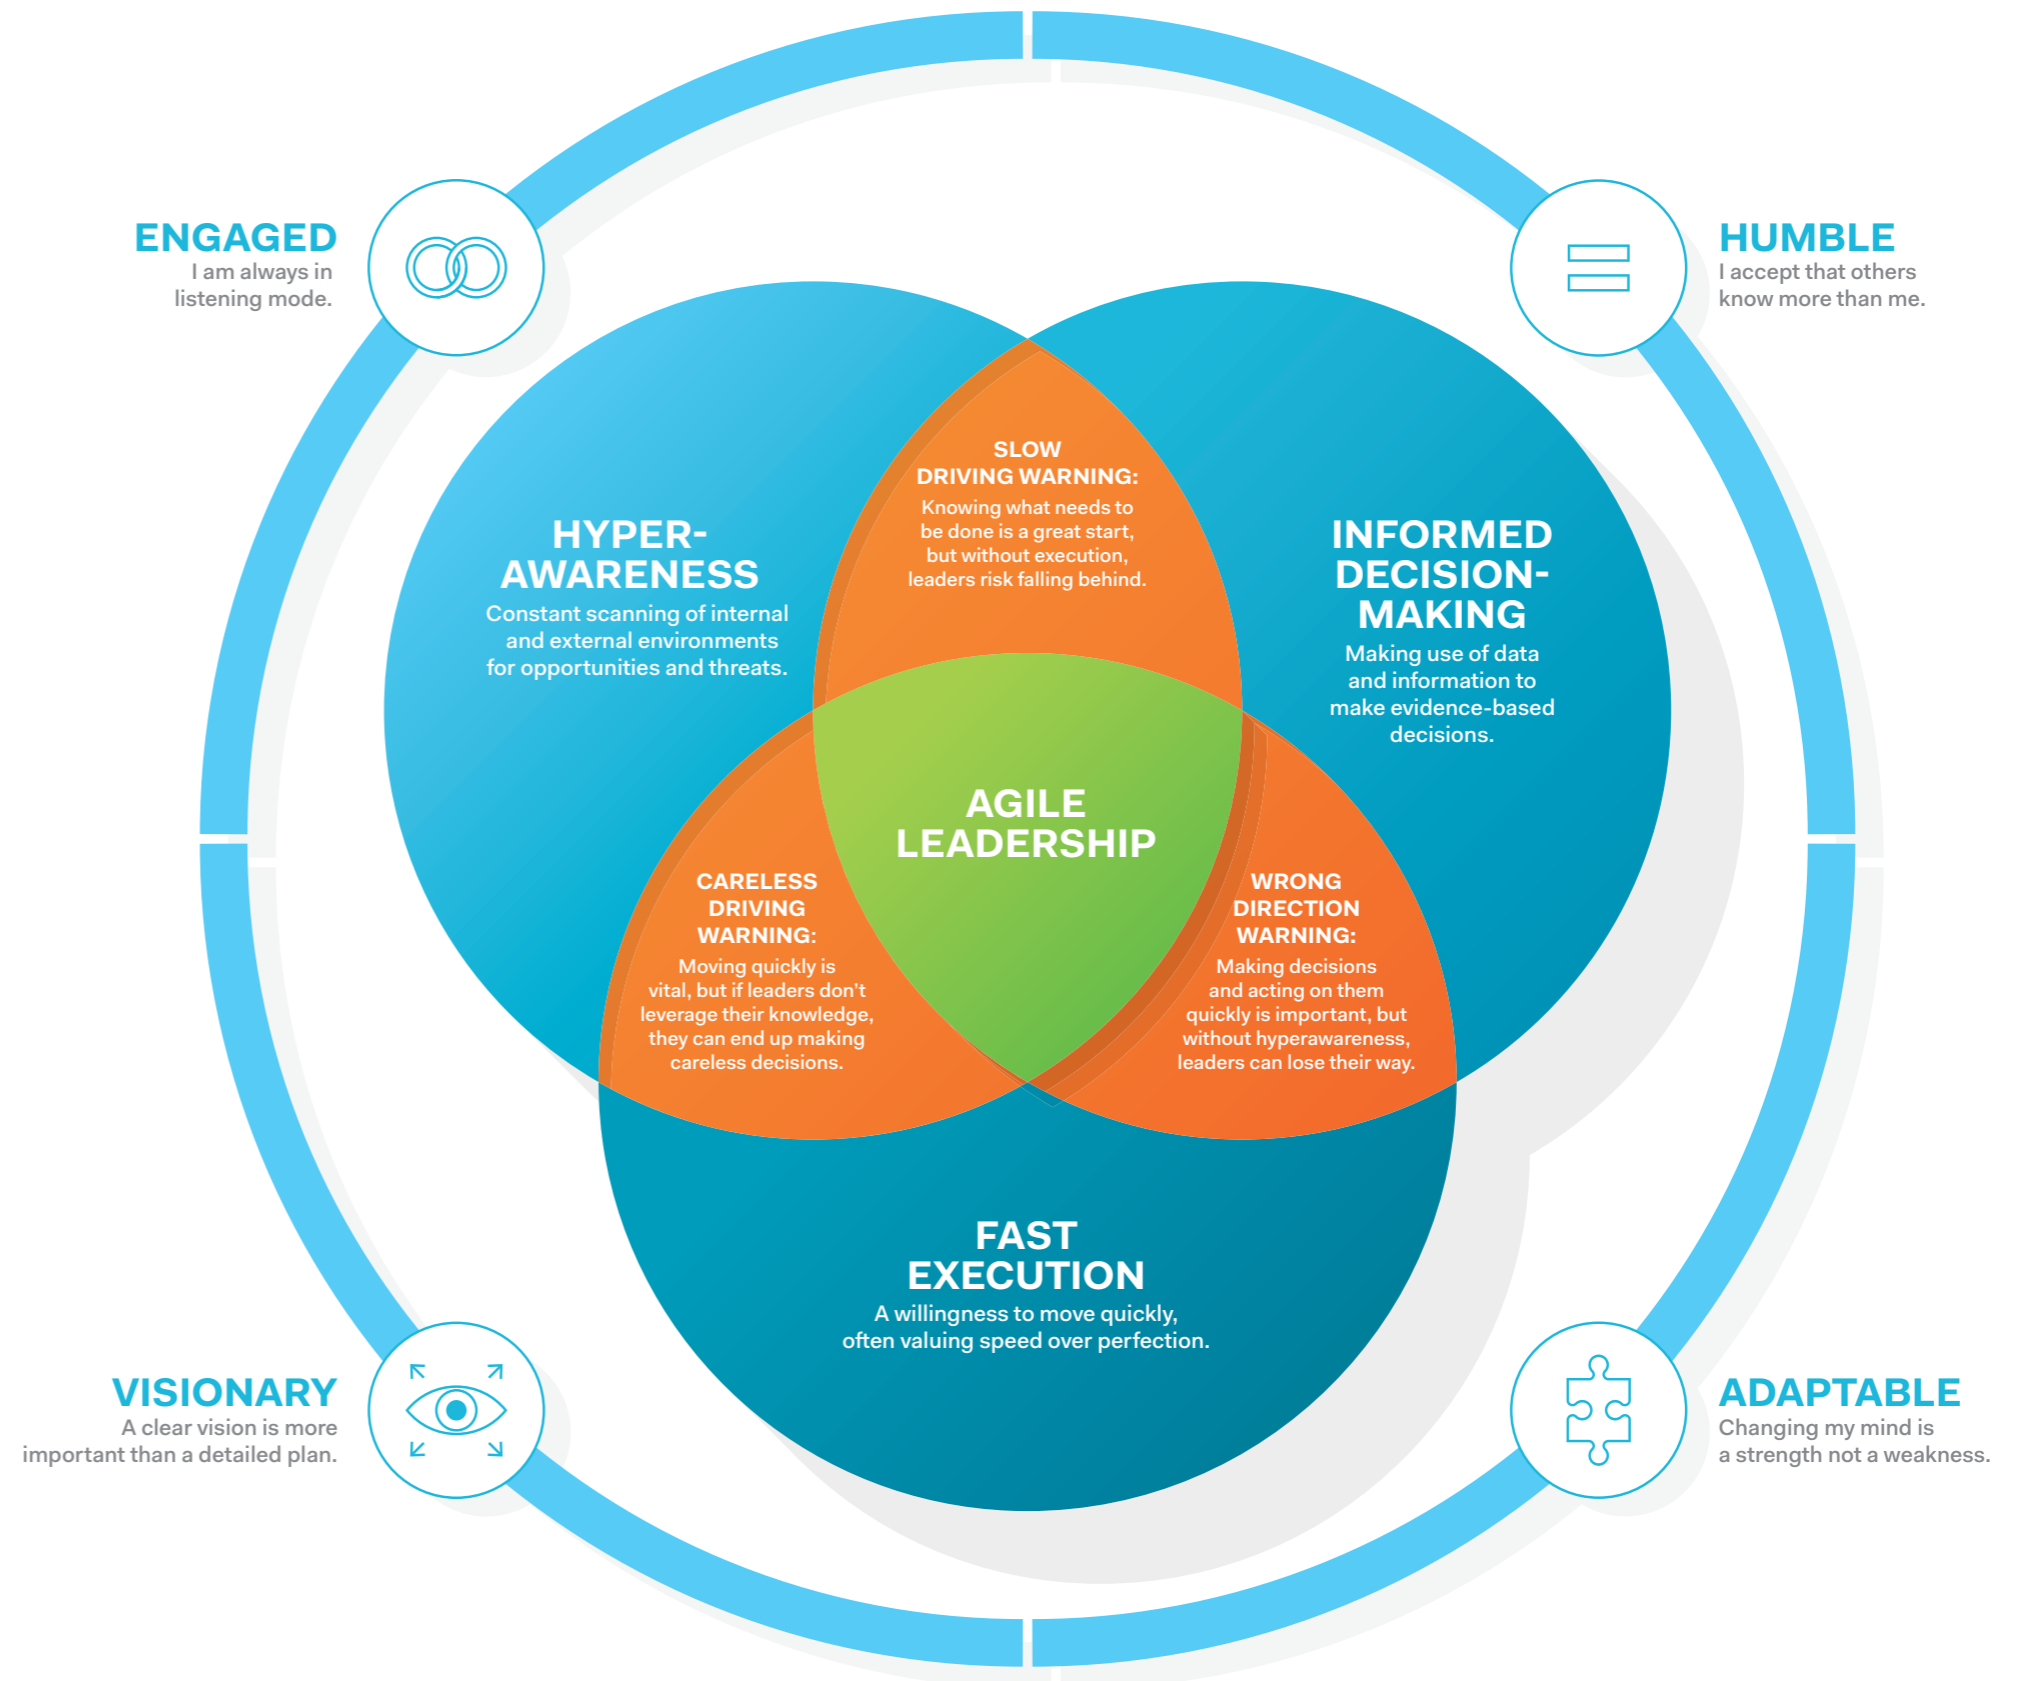 ENGAGED
I am always in
listening mode.
HUMBLE
I accept that others
know more than me.
SLOW
DRIVING WARNING:
Knowing what needs to
be done is a great start,
but without execution,
leaders risk falling behind.
HYPER-
AWARENESS
Constant scanning of internal
and external environments
for opportunities and threats.
INFORMED
DECISION-
MAKING
Making use of data
and information to
make evidence-based
decisions.
AGILE
LEADERSHIP
CARELESS
DRIVING
WARNING:
Moving quickly is
vital, but if leaders don't
leverage their knowledge,
they can end up making
careless decisions.
WRONG
DIRECTION
WARNING:
Making decisions
and acting on them
quickly is important, but
without hyperawareness,
leaders can lose their way.
FAST
EXECUTION
A willingness to move quickly,
often valuing speed over perfection.
VISIONARY
A clear vision is more
important than a detailed plan.
ADAPTABLE
Changing my mind is
a strength not a weakness.